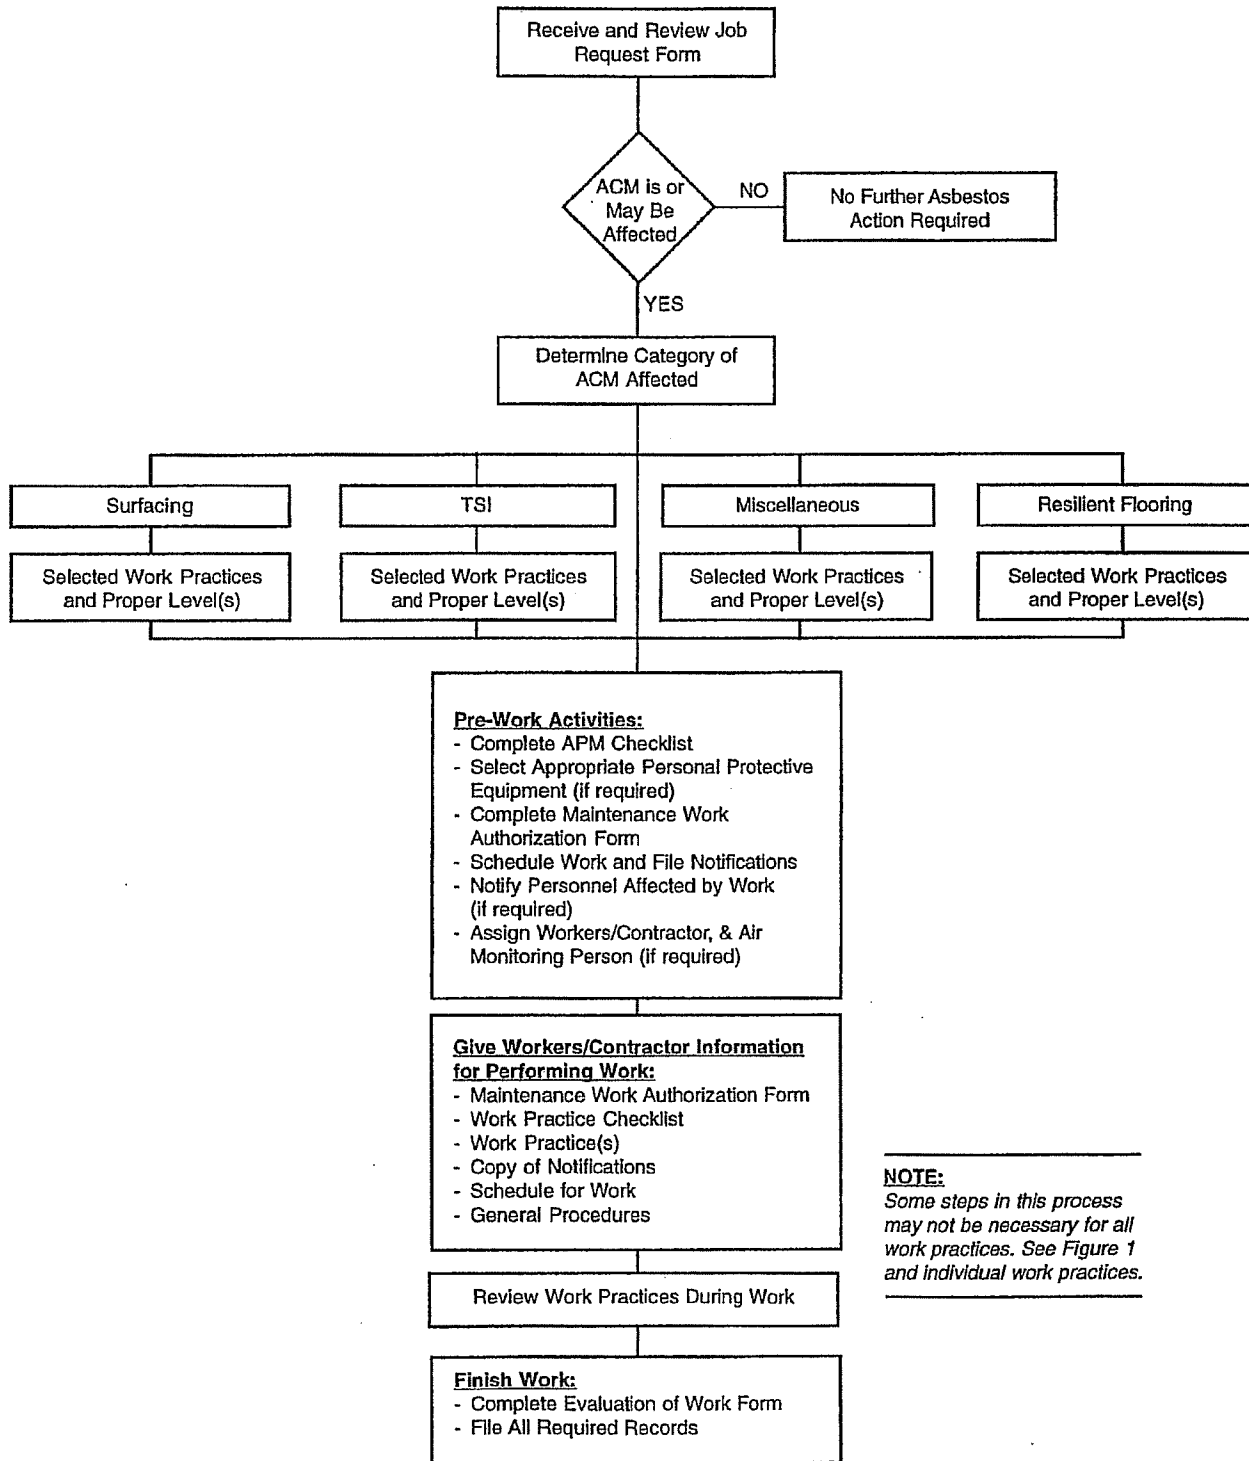 Receive and Review Job
Request Form
ACM is or
May Be
Affected
NO
No Further Asbestos
Action Required
YES
Determine Category of
ACM Affected
Surfacing
TSI
Miscellaneous
Resilient Flooring
Selected Work Practices
and Proper Level(s)
Selected Work Practices
and Proper Level(s)
Selected Work Practices
and Proper Level(s)
Selected Work Practices
and Proper Level(s)
Pre-Work Activities:
- Complete APM Checklist
- Select Appropriate Personal Protective
Equipment (if required)
- Complete Maintenance Work
Authorization Form
- Schedule Work and File Notifications
- Notify Personnel Affected by Work
(if required)
- Assign Workers/Contractor, & Air
Monitoring Person (if required)
Give Workers/Contractor Information
for Performing Work:
- Maintenance Work Authorization Form
- Work Practice Checklist
- Work Practice(s)
- Copy of Notifications
- Schedule for Work
- General Procedures
NOTE:
Some steps in this process
may not be necessary for all
work practices. See Figure 1
and individual work practices.
Review Work Practices During Work
Finish Work:
- Complete Evaluation of Work Form
- File All Required Records